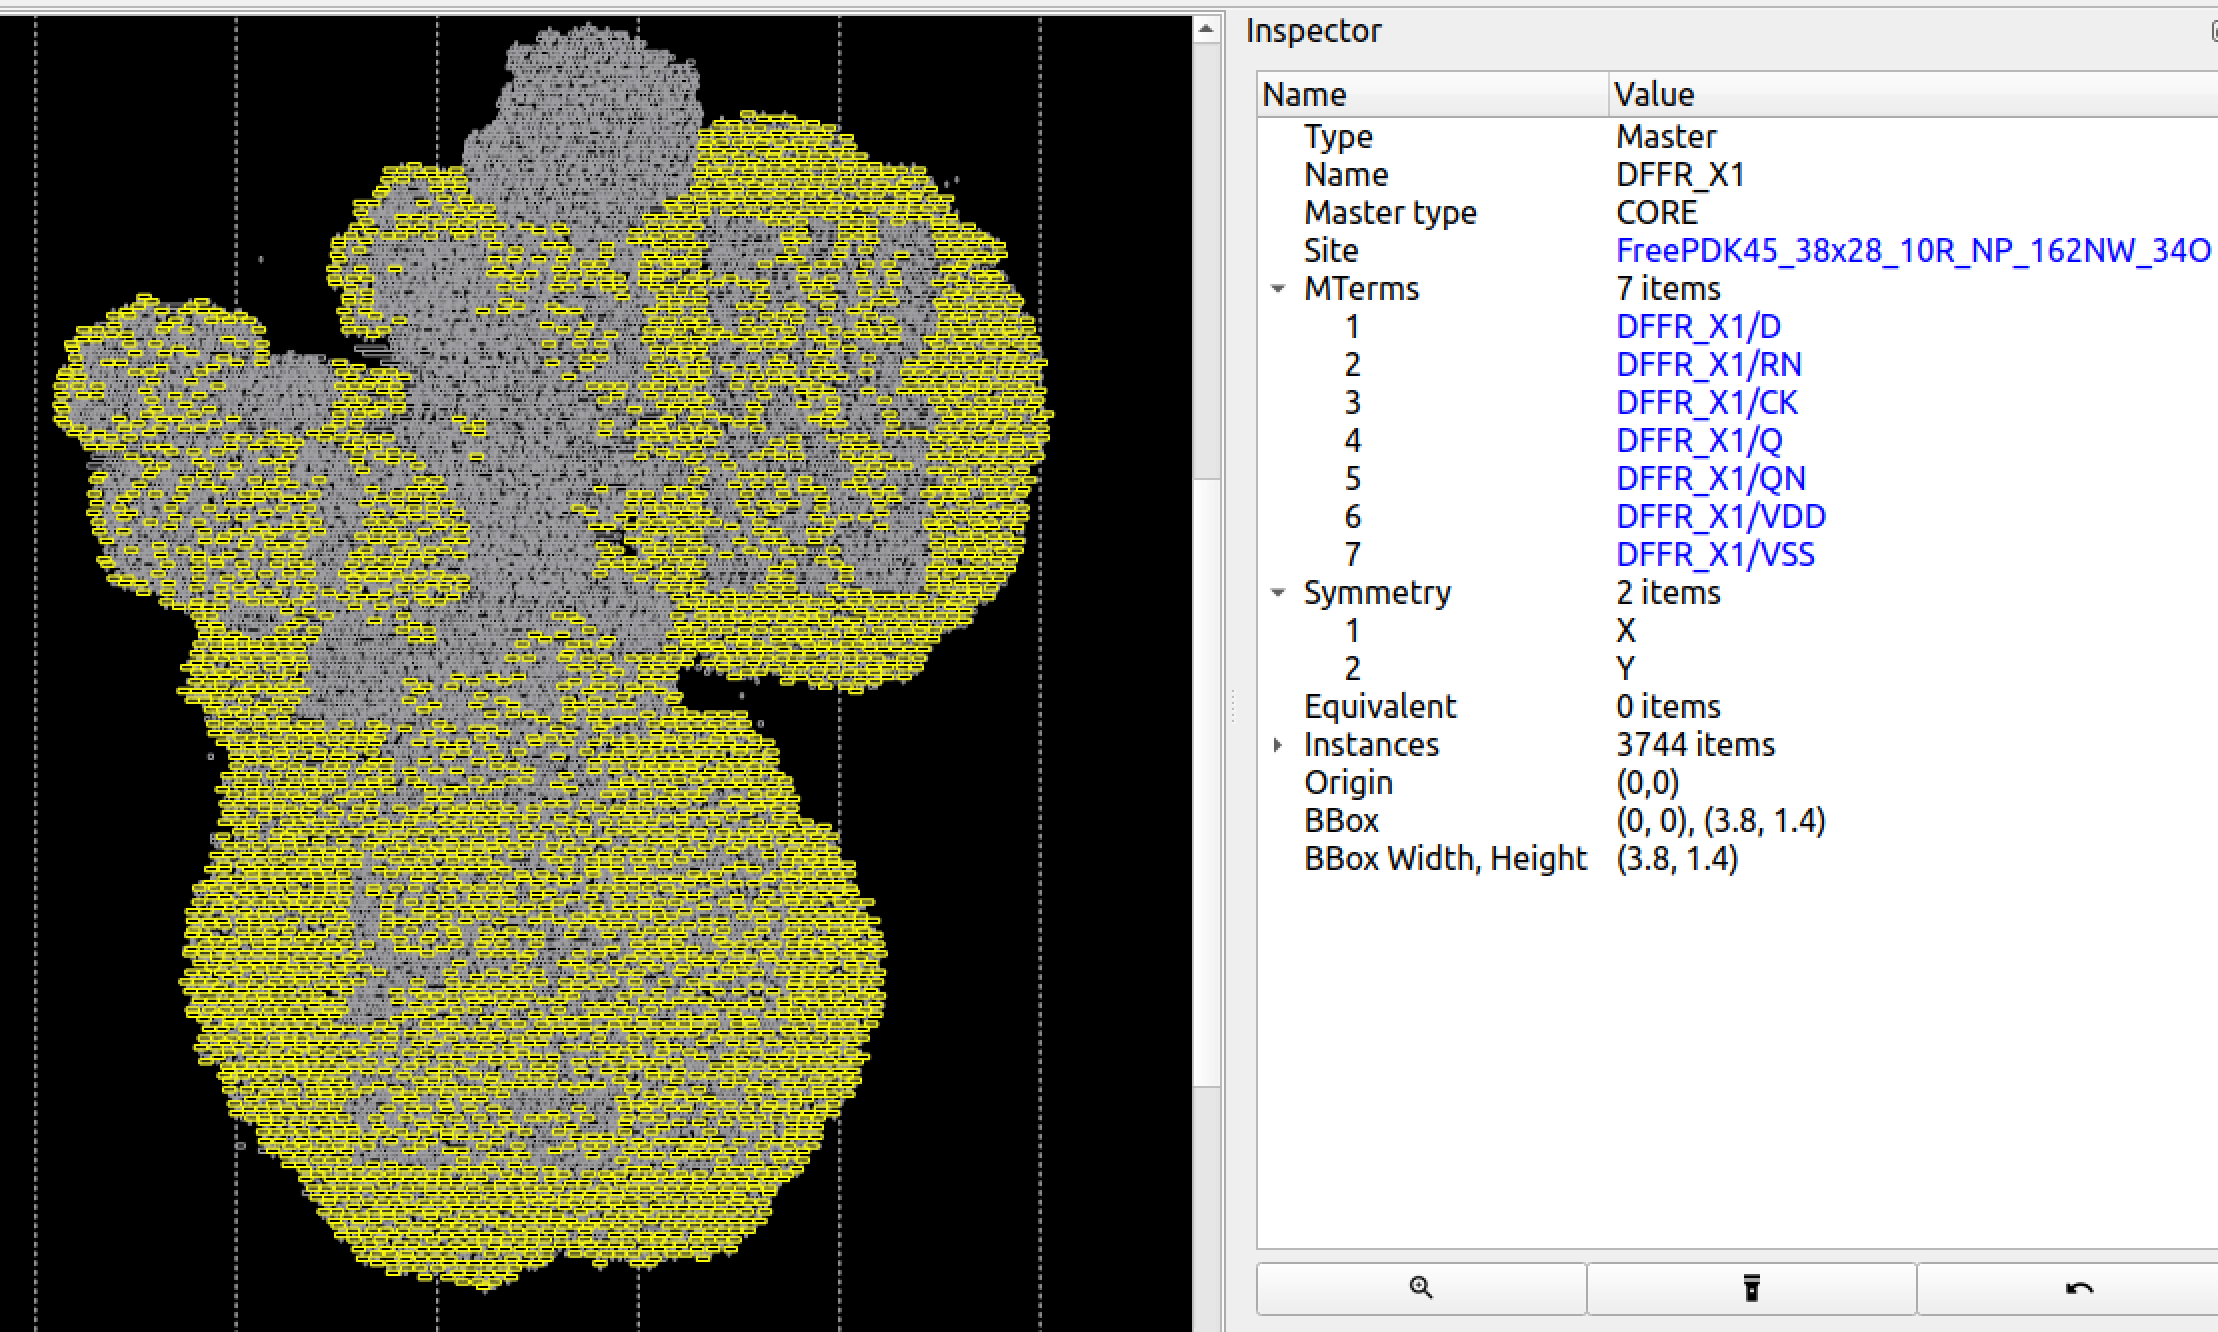 Inspector
Name Value
Type Master
Name DFFR_X1
Master type CORE
Site FreePDK45_38x28_10R_NP_162NW_34O
MTerms 7 items
1 DFFR_X1/D
2 DFFR_X1/RN
3 DFFR_X1/CK
4 DFFR_X1/Q
5 DFFR_X1/QN
6 DFFR_X1/VDD
7 DFFR_X1/VSS
Symmetry 2 items
1 X
2 Y
Equivalent 0 items
Instances 3744 items
Origin (0,0)
BBox (0, 0), (3.8, 1.4)
BBox Width, Height (3.8, 1.4)